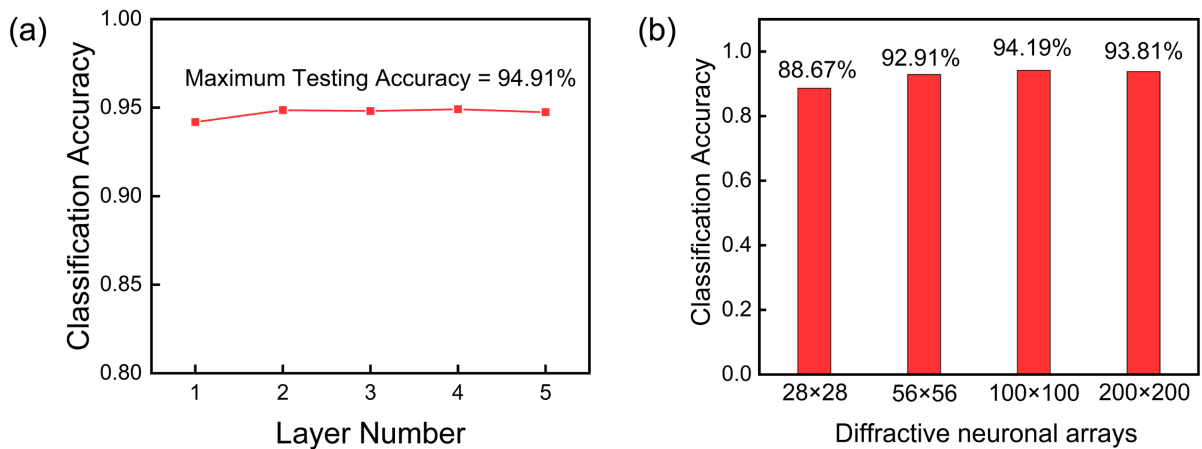 (a)
Classification Accuracy
1.00
0.95
0.90
0.85
0.80
Maximum Testing Accuracy = 94.91%
1 2 3 4 5
Layer Number
(b)
Classification Accuracy
1.0
0.8
0.6
0.4
0.2
0.0
88.67% 92.91% 94.19% 93.81%
28×28 56×56 100×100 200×200
Diffractive neuronal arrays